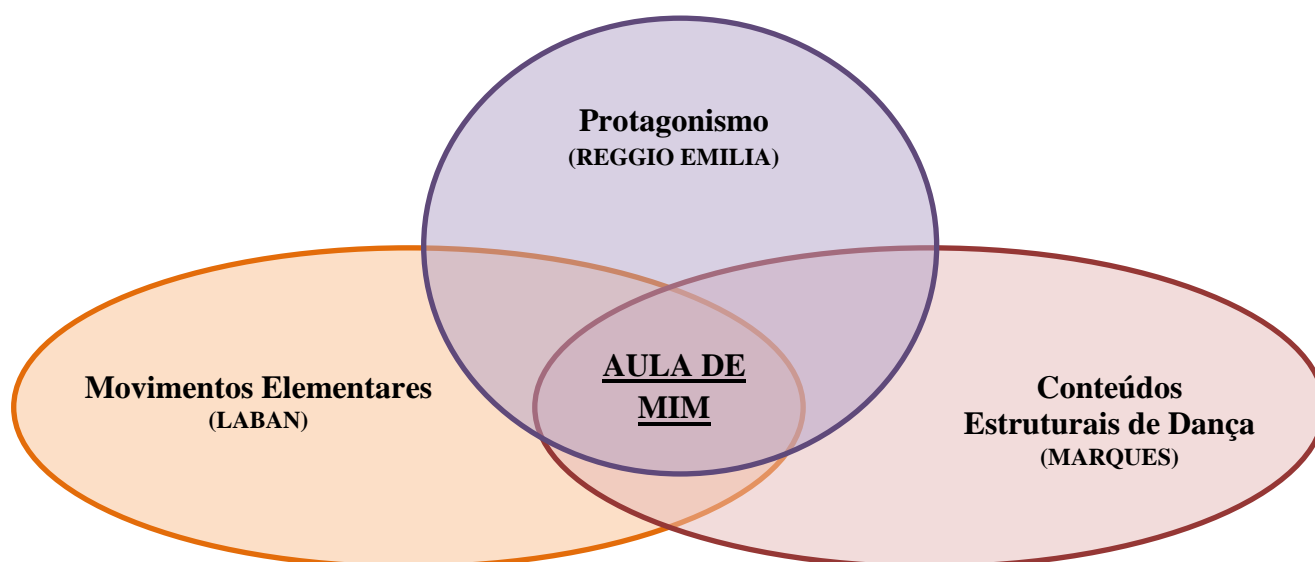 Protagonismo
(REGGIO EMILIA)
Movimentos Elementares
(LABAN)
AULA DE
MIM
Conteúdos
Estruturais de Dança
(MARQUES)